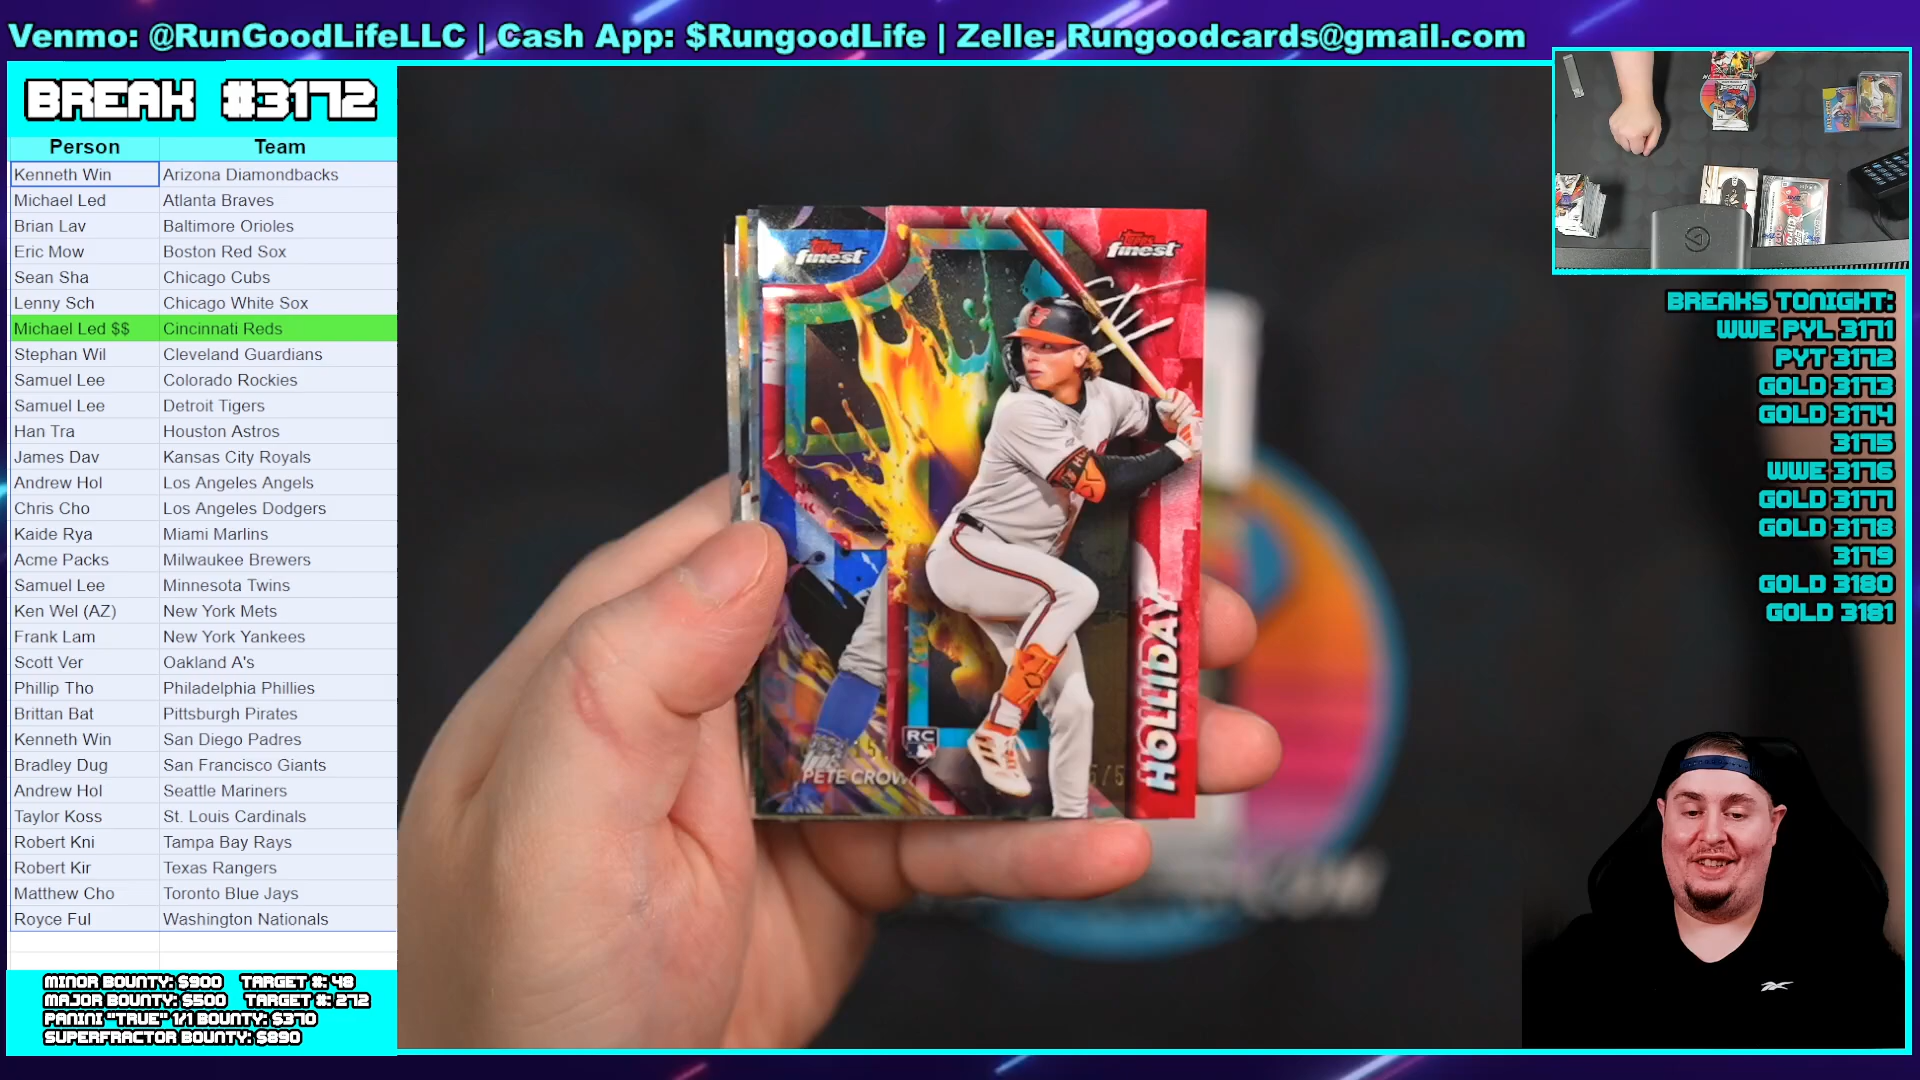 Venmo: @RunGoodLifeLLC | Cash App: $RungoodLife | Zelle: Rungoodcards@gmail.com
BREAK #3172
Person Team
Kenneth Win Arizona Diamondbacks
Michael Led Atlanta Braves
Brian Lav Baltimore Orioles
Eric Mow Boston Red Sox
Sean Sha Chicago Cubs
Lenny Sch Chicago White Sox
Michael Led $$ Cincinnati Reds
Stephan Wil Cleveland Guardians
Samuel Lee Colorado Rockies
Samuel Lee Detroit Tigers
Han Tra Houston Astros
James Dav Kansas City Royals
Andrew Hol Los Angeles Angels
Chris Cho Los Angeles Dodgers
Kaide Rya Miami Marlins
Acme Packs Milwaukee Brewers
Samuel Lee Minnesota Twins
Ken Wel (AZ) New York Mets
Frank Lam New York Yankees
Scott Ver Oakland A's
Phillip Tho Philadelphia Phillies
Brittan Bat Pittsburgh Pirates
Kenneth Win San Diego Padres
Bradley Dug San Francisco Giants
Andrew Hol Seattle Mariners
Taylor Koss St. Louis Cardinals
Robert Kni Tampa Bay Rays
Robert Kir Texas Rangers
Matthew Cho Toronto Blue Jays
Royce Ful Washington Nationals
MINOR BOUNTY: $900 TARGET #: 48
MAJOR BOUNTY: $500 TARGET #: 272
PANINI "TRUE" 1/1 BOUNTY: $370
SUPERFRACTOR BOUNTY: $890
Topps finest
Topps finest
HOLLIDAY
RC
PETE CROW
BREAKS TONIGHT:
WWE PYL 3171
PYT 3172
GOLD 3173
GOLD 3174
3175
WWE 3176
GOLD 3177
GOLD 3178
3179
GOLD 3180
GOLD 3181